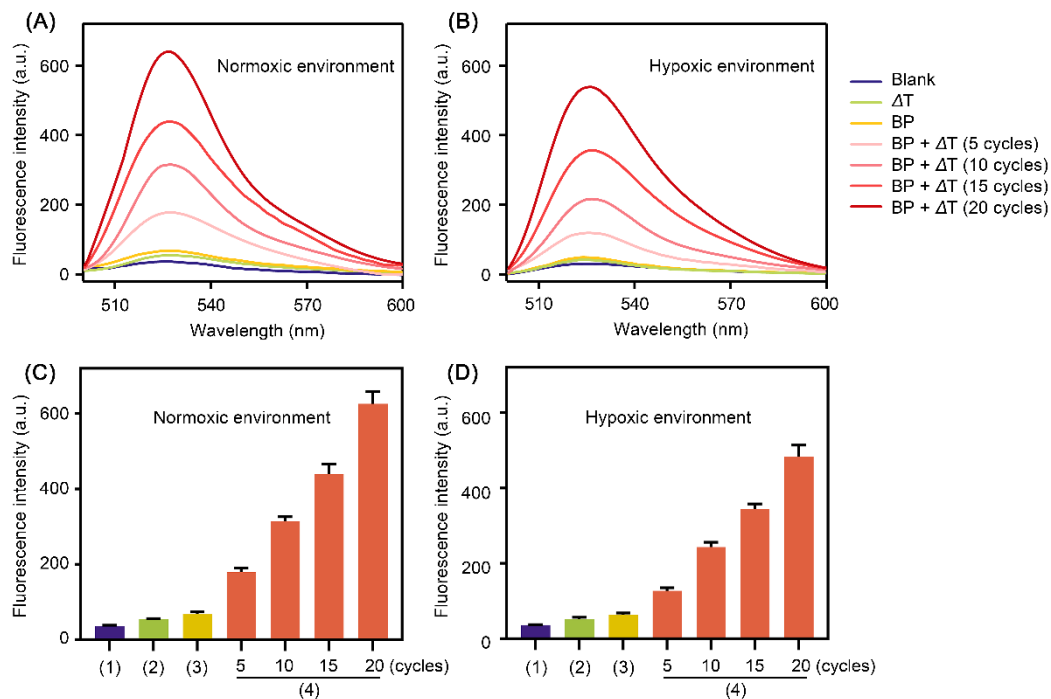 (A)
Normoxic environment
Fluorescence intensity (a.u.)
600
400
200
0
510 540 570 600
Wavelength (nm)
(B)
Hypoxic environment
Fluorescence intensity (a.u.)
600
400
200
0
510 540 570 600
Wavelength (nm)
Blank
ΔT
BP
BP + ΔT (5 cycles)
BP + ΔT (10 cycles)
BP + ΔT (15 cycles)
BP + ΔT (20 cycles)
(C)
Normoxic environment
Fluorescence intensity (a.u.)
600
400
200
0
(1) (2) (3) 5 10 15 20 (cycles)
(4)
(D)
Hypoxic environment
Fluorescence intensity (a.u.)
600
400
200
0
(1) (2) (3) 5 10 15 20 (cycles)
(4)